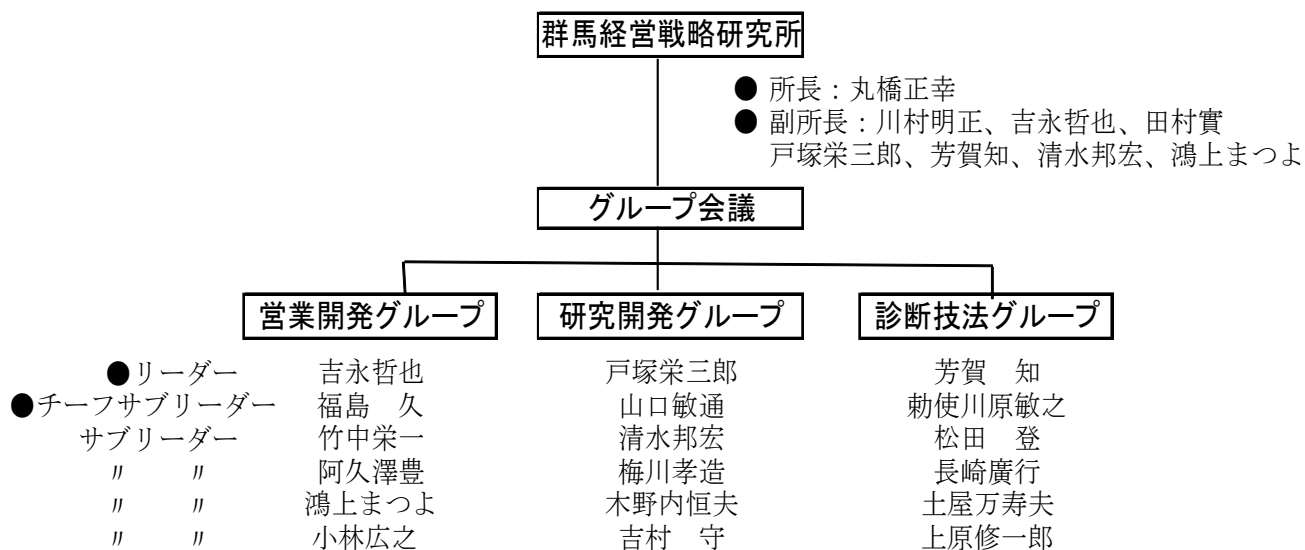 群馬経営戦略研究所
● 所長：丸橋正幸
● 副所長：川村明正、吉永哲也、田村實
戸塚栄三郎、芳賀知、清水邦宏、鴻上まつよ
グループ会議
営業開発グループ 研究開発グループ 診断技法グループ
●リーダー 吉永哲也 戸塚栄三郎 芳賀　知
●チーフサブリーダー 福島　久 山口敏通 勅使川原敏之
サブリーダー 竹中栄一 清水邦宏 松田　登
〃 〃 阿久澤豊 梅川孝造 長崎廣行
〃 〃 鴻上まつよ 木野内恒夫 土屋万寿夫
〃 〃 小林広之 吉村　守 上原修一郎